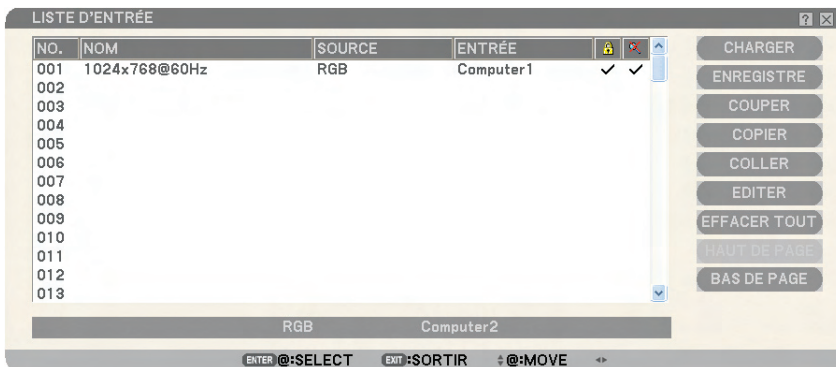 LISTE D'ENTRÉE
NO. NOM SOURCE ENTRÉE
001 1024x768@60Hz RGB Computer1 ✓ ✓
002
003
004
005
006
007
008
009
010
011
012
013
CHARGER
ENREGISTRE
COUPER
COPIER
COLLER
EDITER
EFFACER TOUT
HAUT DE PAGE
BAS DE PAGE
RGB Computer2
ENTER @:SELECT EXIT :SORTIR @:MOVE